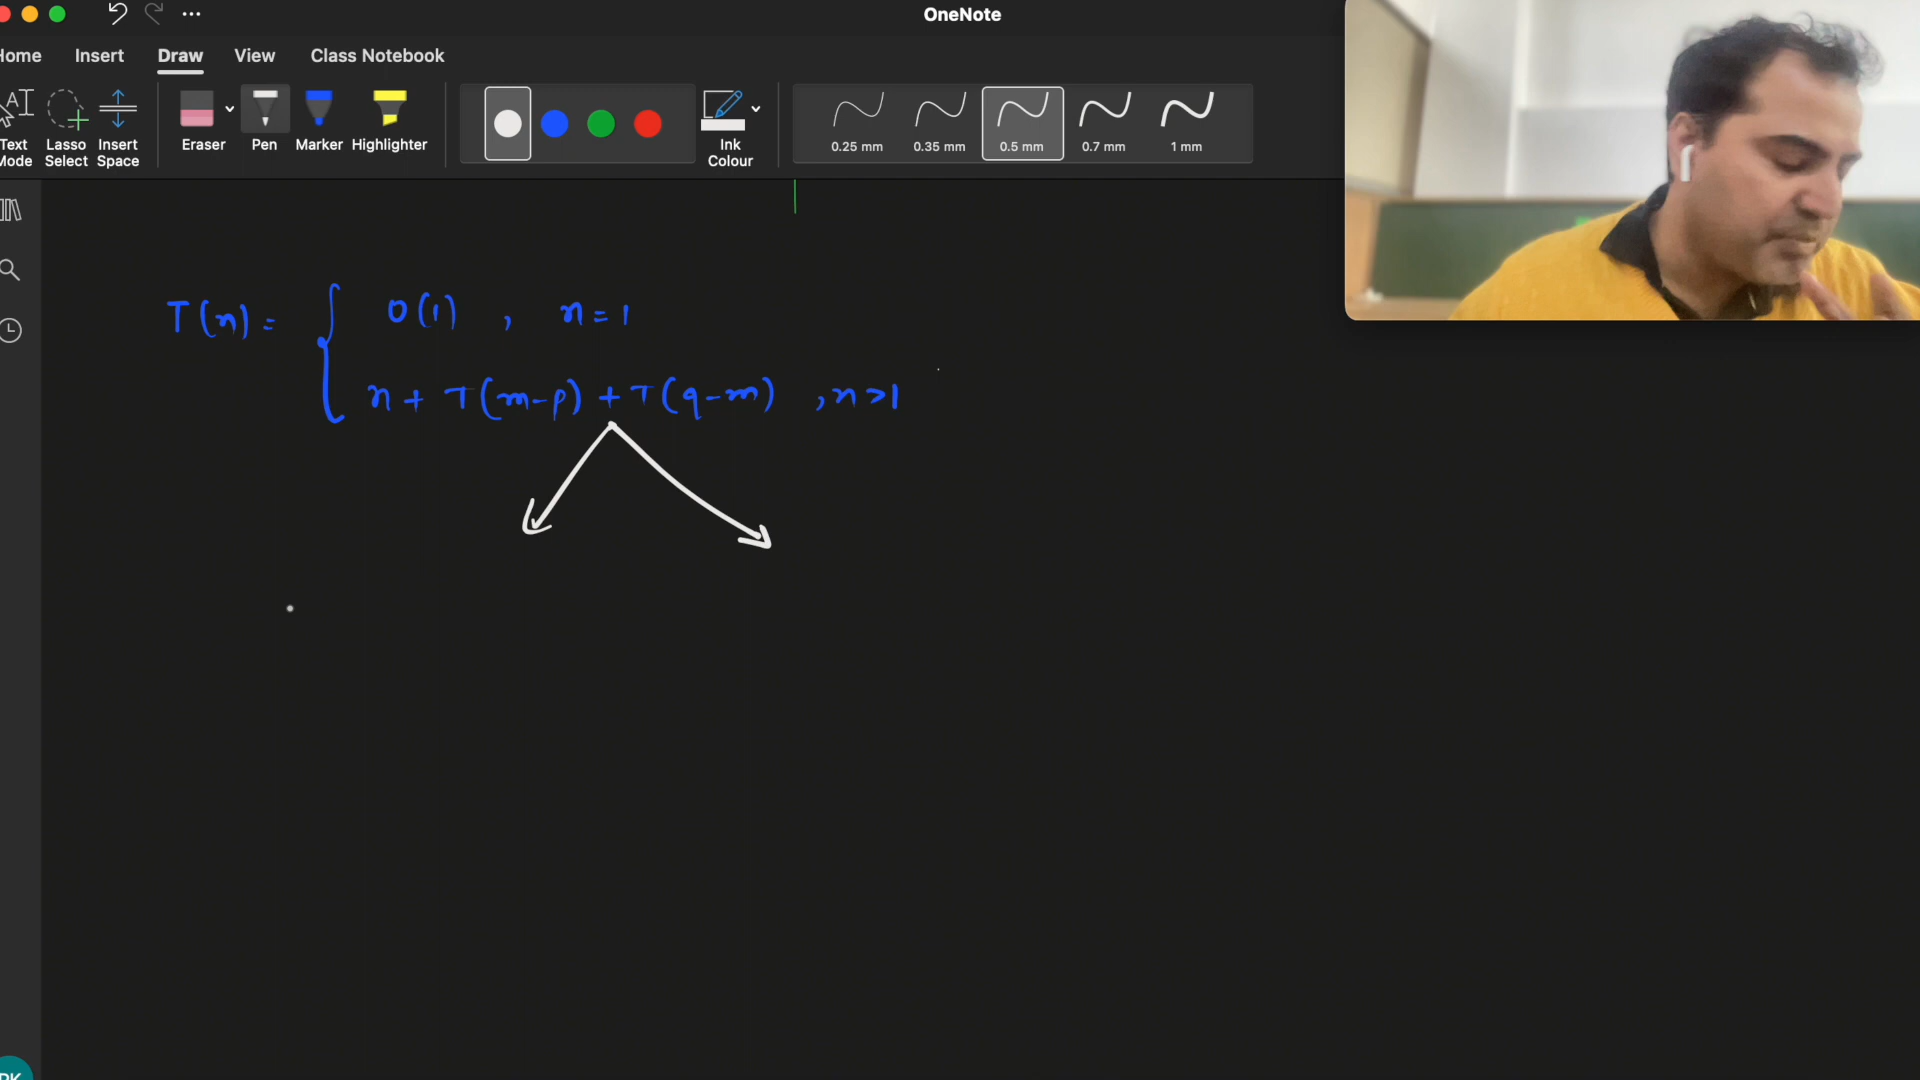 OneNote
Home Insert Draw View Class Notebook
Text Mode Lasso Select Insert Space Eraser Pen Marker Highlighter Ink Colour 0.25 mm 0.35 mm 0.5 mm 0.7 mm 1 mm
T(n) = { O(1) , n = 1
n + T(m-p) + T(q-m) , n > 1